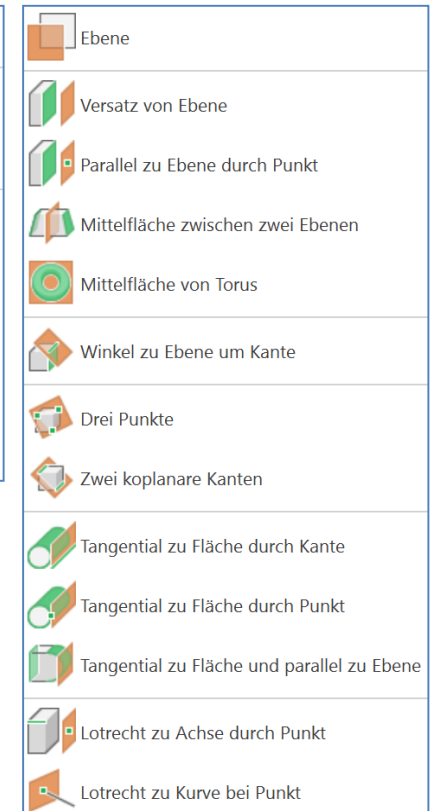 Ebene
Versatz von Ebene
Parallel zu Ebene durch Punkt
Mittelfläche zwischen zwei Ebenen
Mittelfläche von Torus
Winkel zu Ebene um Kante
Drei Punkte
Zwei koplanare Kanten
Tangential zu Fläche durch Kante
Tangential zu Fläche durch Punkt
Tangential zu Fläche und parallel zu Ebene
Lotrecht zu Achse durch Punkt
Lotrecht zu Kurve bei Punkt